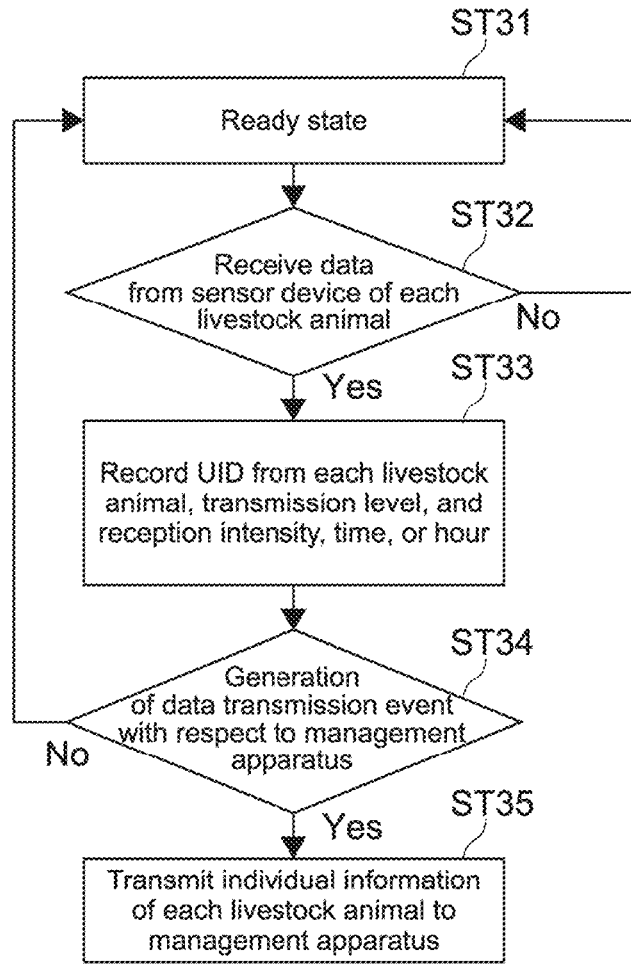 ST31
Ready state
ST32
Receive data
from sensor device of each
livestock animal
No
Yes
ST33
Record UID from each livestock
animal, transmission level, and
reception intensity, time, or hour
ST34
Generation
of data transmission event
with respect to management
apparatus
No
Yes
ST35
Transmit individual information
of each livestock animal to
management apparatus